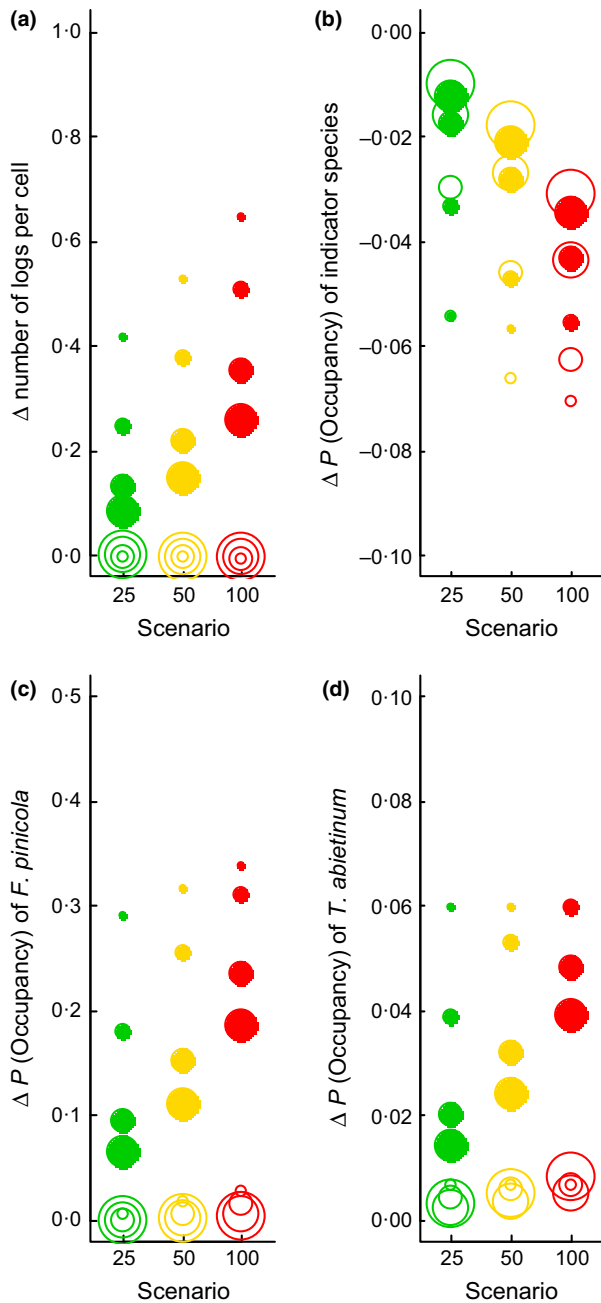 (a)
Δ number of logs per cell
1·0
0·8
0·6
0·4
0·2
0·0
25 50 100
Scenario
(b)
Δ P (Occupancy) of indicator species
0·00
–0·02
–0·04
–0·06
–0·08
–0·10
25 50 100
Scenario
(c)
Δ P (Occupancy) of F. pinicola
0·5
0·4
0·3
0·2
0·1
0·0
25 50 100
Scenario
(d)
Δ P (Occupancy) of T. abietinum
0·10
0·08
0·06
0·04
0·02
0·00
25 50 100
Scenario